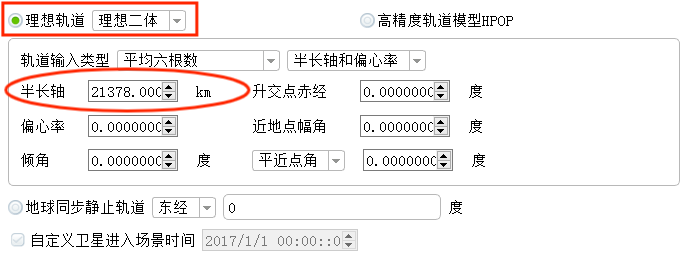 理想轨道 理想二体 高精度轨道模型HPOP
轨道输入类型 平均六根数 半长轴和偏心率
半长轴 21378.000 km 升交点赤经 0.0000000 度
偏心率 0.0000000 近地点幅角 0.0000000 度
倾角 0.0000000 度 平近点角 0.0000000 度
地球同步静止轨道 东经 0 度
自定义卫星进入场景时间 2017/1/1 00:00::0